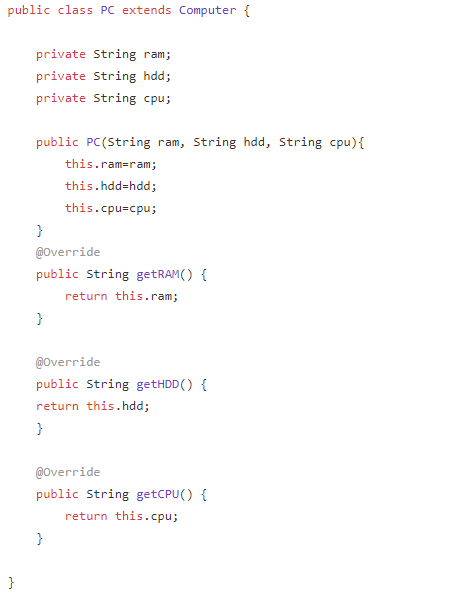 public class PC extends Computer {
private String ram;
private String hdd;
private String cpu;
public PC(String ram, String hdd, String cpu){
this.ram=ram;
this.hdd=hdd;
this.cpu=cpu;
}
@Override
public String getRAM() {
return this.ram;
}
@Override
public String getHDD() {
return this.hdd;
}
@Override
public String getCPU() {
return this.cpu;
}
}